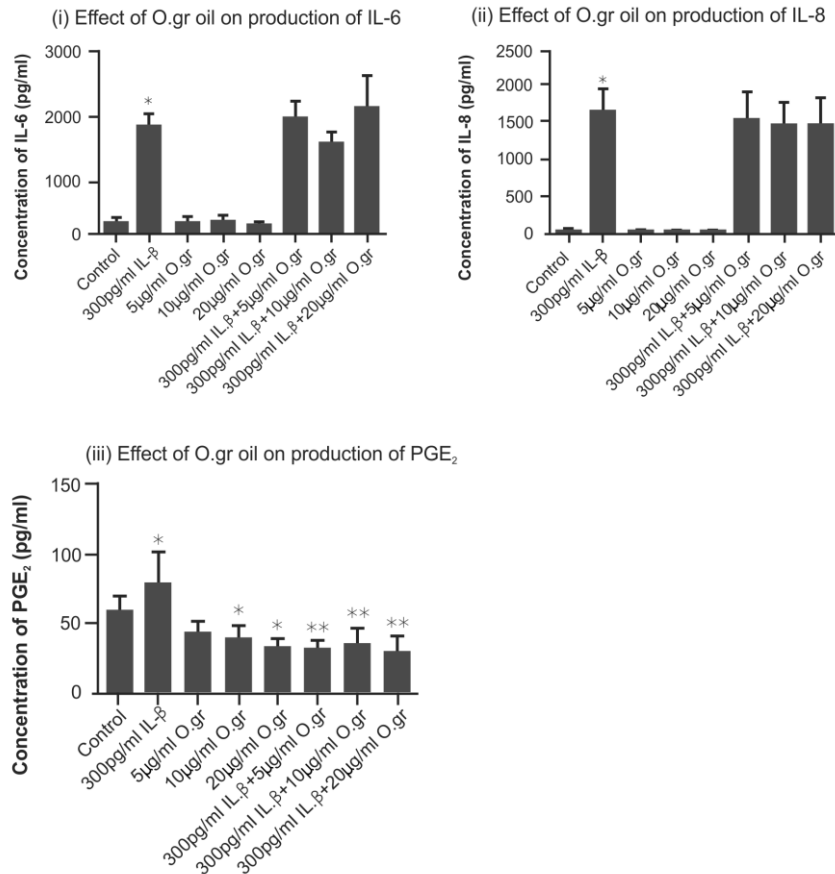 (i) Effect of O.gr oil on production of IL-6
Concentration of IL-6 (pg/ml)
3000
2000
1000
0
*
Control
300pg/ml IL-β
5µg/ml O.gr
10µg/ml O.gr
20µg/ml O.gr
300pg/ml IL.β+5µg/ml O.gr
300pg/ml IL.β+10µg/ml O.gr
300pg/ml IL.β+20µg/ml O.gr
(ii) Effect of O.gr oil on production of IL-8
Concentration of IL-8 (pg/ml)
2500
2000
1500
1000
500
0
*
Control
300pg/ml IL-β
5µg/ml O.gr
10µg/ml O.gr
20µg/ml O.gr
300pg/ml IL.β+5µg/ml O.gr
300pg/ml IL.β+10µg/ml O.gr
300pg/ml IL.β+20µg/ml O.gr
(iii) Effect of O.gr oil on production of PGE₂
Concentration of PGE₂ (pg/ml)
150
100
50
0
*
*
*
**
**
**
Control
300pg/ml IL-β
5µg/ml O.gr
10µg/ml O.gr
20µg/ml O.gr
300pg/ml IL.β+5µg/ml O.gr
300pg/ml IL.β+10µg/ml O.gr
300pg/ml IL.β+20µg/ml O.gr